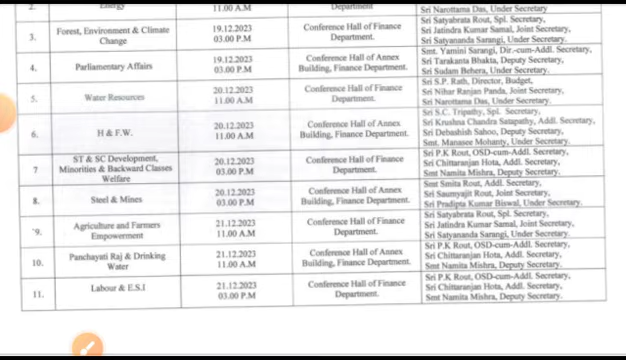 2. Energy 11.00 A.M Department Sri Narottama Das, Under Secretary
3. Forest, Environment & Climate Change 19.12.2023 03.00 P.M Conference Hall of Finance Department. Sri Satyabrata Rout, Spl. Secretary,
Sri Jatindra Kumar Samal, Joint Secretary,
Sri Satyananda Sarangi, Under Secretary.
4. Parliamentary Affairs 19.12.2023 03.00 P.M Conference Hall of Annex Building, Finance Department. Smt. Yamini Sarangi, Dir.-cum-Addl. Secretary,
Sri Tarakanta Bhakta, Deputy Secretary,
Sri Sudam Behera, Under Secretary.
5. Water Resources 20.12.2023 11.00 A.M Conference Hall of Finance Department. Sri S.P. Rath, Director, Budget,
Sri Nihar Ranjan Panda, Joint Secretary,
Sri Narottama Das, Under Secretary.
6. H & F.W. 20.12.2023 11.00 A.M Conference Hall of Annex Building, Finance Department. Sri S.C. Tripathy, Spl. Secretary,
Sri Krushna Chandra Satapathy, Addl. Secretary,
Sri Debashish Sahoo, Deputy Secretary,
Smt. Manasee Mohanty, Under Secretary.
7 ST & SC Development, Minorities & Backward Classes Welfare 20.12.2023 03.00 P.M Conference Hall of Finance Department. Sri P.K Rout, OSD-cum-Addl. Secretary,
Sri Chittaranjan Hota, Addl. Secretary,
Smt Namita Mishra, Deputy Secretary.
8. Steel & Mines 20.12.2023 03.00 P.M Conference Hall of Annex Building, Finance Department. Smt Smita Rout, Addl. Secretary,
Sri Saumyajit Rout, Joint Secretary,
Sri Pradipta Kumar Biswal, Under Secretary.
9. Agriculture and Farmers Empowerment 21.12.2023 11.00 A.M Conference Hall of Finance Department. Sri Satyabrata Rout, Spl. Secretary,
Sri Jatindra Kumar Samal, Joint Secretary,
Sri Satyananda Sarangi, Under Secretary.
10. Panchayati Raj & Drinking Water 21.12.2023 11.00 A.M Conference Hall of Annex Building, Finance Department. Sri P.K Rout, OSD-cum-Addl. Secretary,
Sri Chittaranjan Hota, Addl. Secretary,
Smt Namita Mishra, Deputy Secretary.
11. Labour & E.S.I 21.12.2023 03.00 P.M Conference Hall of Finance Department. Sri P.K Rout, OSD-cum-Addl. Secretary,
Sri Chittaranjan Hota, Addl. Secretary,
Smt Namita Mishra, Deputy Secretary.